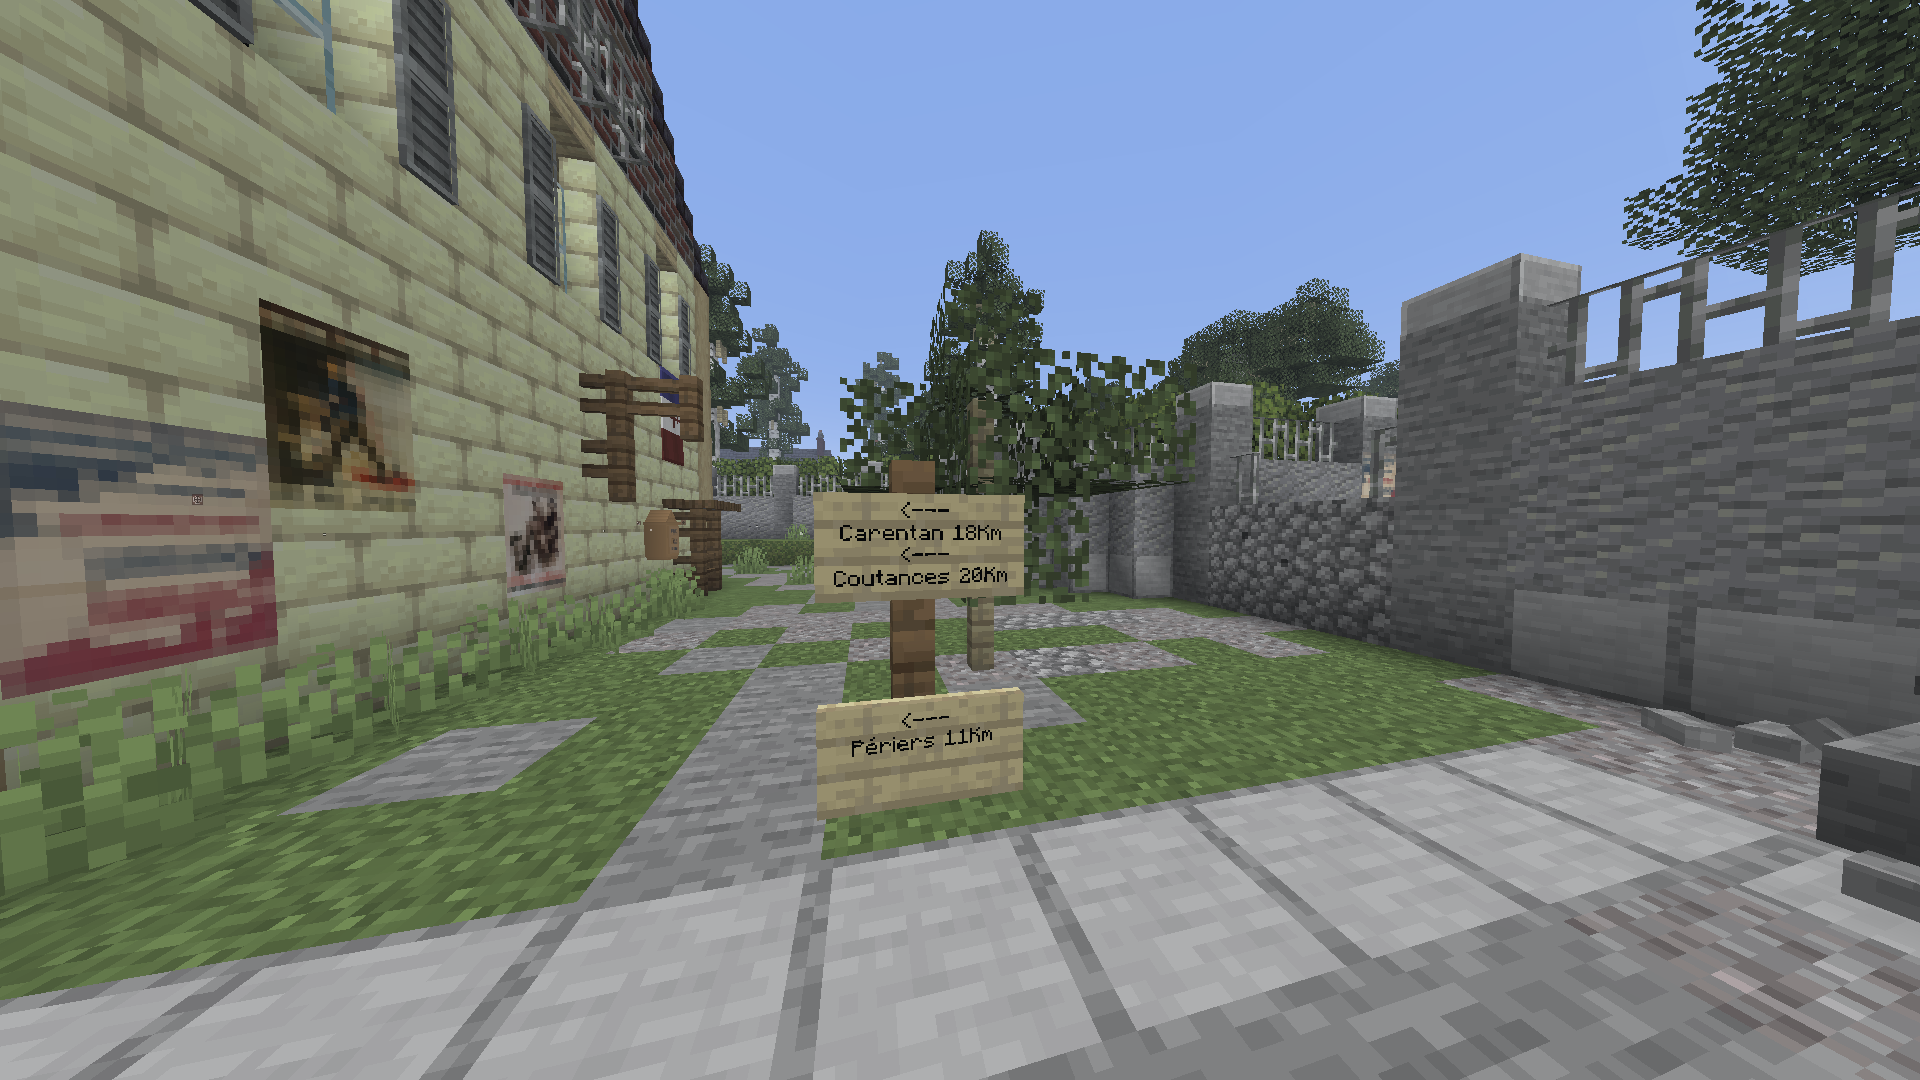 <---
Carentan 18Km
<---
Coutances 20Km
<---
Périers 11Km